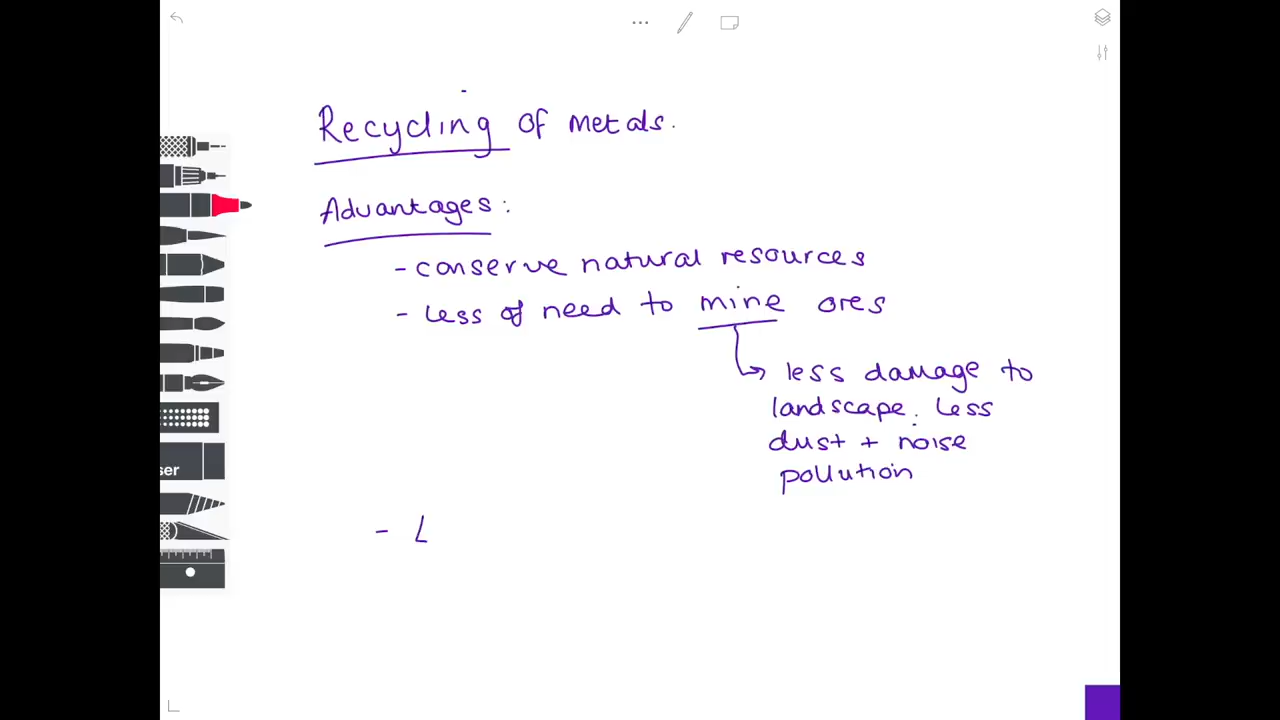 Recycling of metals.
Advantages:
- conserve natural resources
- less of need to mine ores
less damage to
landscape. less
dust + noise
pollution
- L
ser